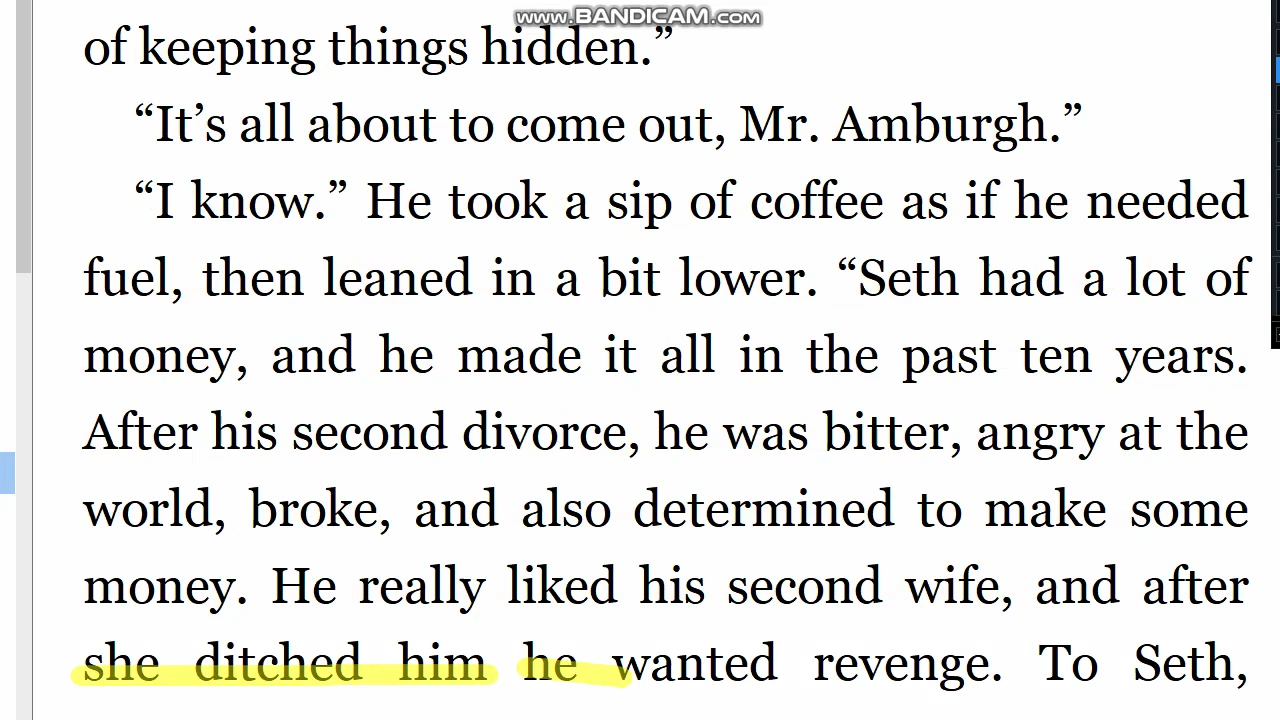 www.BANDICAM.com
of keeping things hidden.”
“It’s all about to come out, Mr. Amburgh.”
“I know.” He took a sip of coffee as if he needed
fuel, then leaned in a bit lower. “Seth had a lot of
money, and he made it all in the past ten years.
After his second divorce, he was bitter, angry at the
world, broke, and also determined to make some
money. He really liked his second wife, and after
she ditched him he wanted revenge. To Seth,